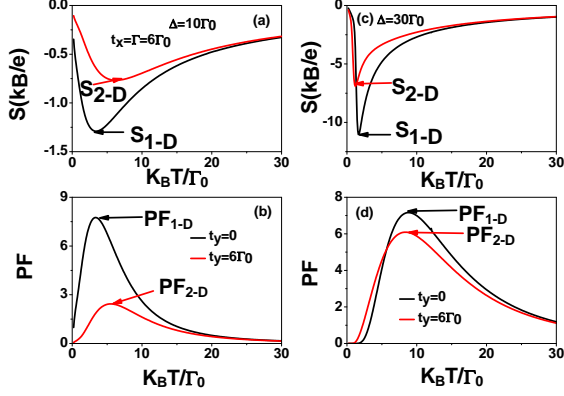 0.0
-0.5
-1.0
-1.5
S(kB/e)
(a)
Δ=10Γ0
tx=Γ=6Γ0
S2-D
S1-D
0 10 20 30
KBT/Γ0
0
-5
-10
S(kB/e)
(c) Δ=30Γ0
S2-D
S1-D
0 10 20 30
KBT/Γ0
9
6
3
0
PF
(b)
PF1-D
ty=0
ty=6Γ0
PF2-D
0 10 20 30
KBT/Γ0
8
6
4
2
0
PF
(d)
PF1-D
PF2-D
ty=0
ty=6Γ0
0 10 20 30
KBT/Γ0